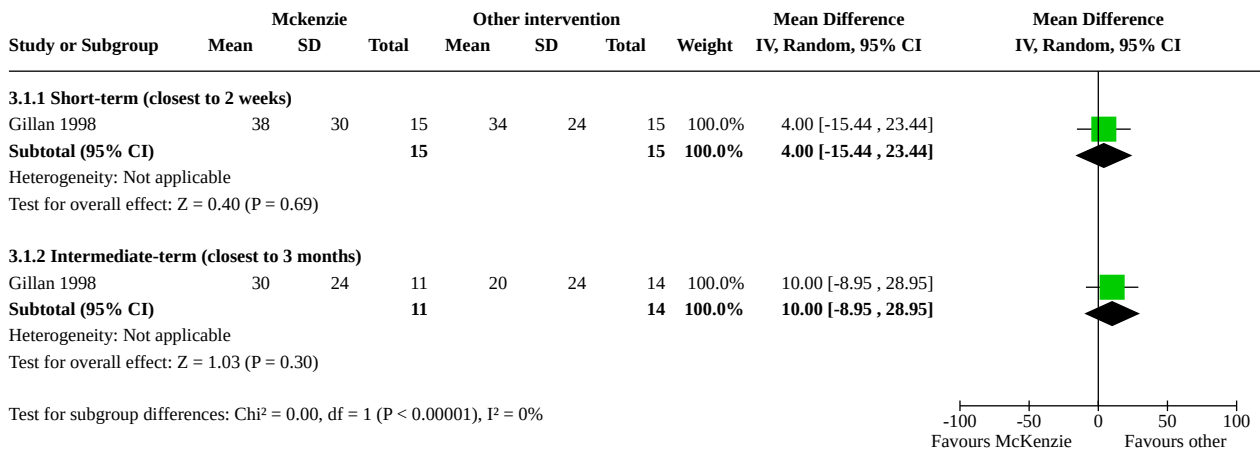 Mckenzie Other intervention Mean Difference Mean Difference
Study or Subgroup Mean SD Total Mean SD Total Weight IV, Random, 95% CI IV, Random, 95% CI
3.1.1 Short-term (closest to 2 weeks)
Gillan 1998 38 30 15 34 24 15 100.0% 4.00 [-15.44 , 23.44]
Subtotal (95% CI) 15 15 100.0% 4.00 [-15.44 , 23.44]
Heterogeneity: Not applicable
Test for overall effect: Z = 0.40 (P = 0.69)
3.1.2 Intermediate-term (closest to 3 months)
Gillan 1998 30 24 11 20 24 14 100.0% 10.00 [-8.95 , 28.95]
Subtotal (95% CI) 11 14 100.0% 10.00 [-8.95 , 28.95]
Heterogeneity: Not applicable
Test for overall effect: Z = 1.03 (P = 0.30)
Test for subgroup differences: Chi² = 0.00, df = 1 (P < 0.00001), I² = 0%
-100 -50 0 50 100
Favours McKenzie Favours other